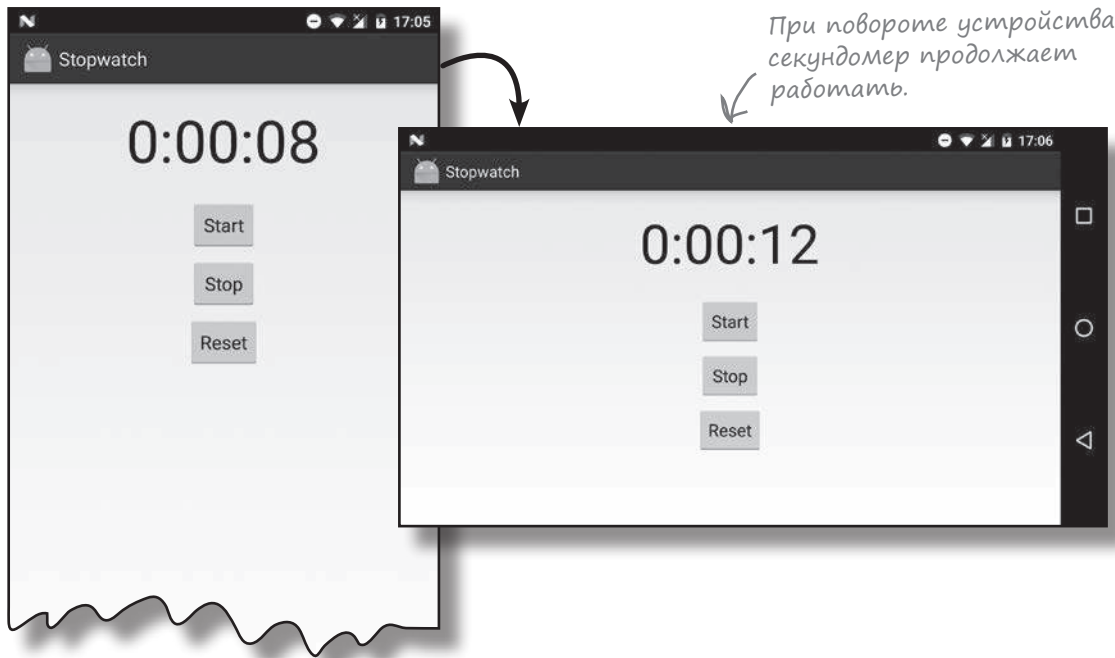 17:05
Stopwatch
0:00:08
Start
Stop
Reset
При повороте устройства
секундомер продолжает
работать.
17:06
Stopwatch
0:00:12
Start
Stop
Reset